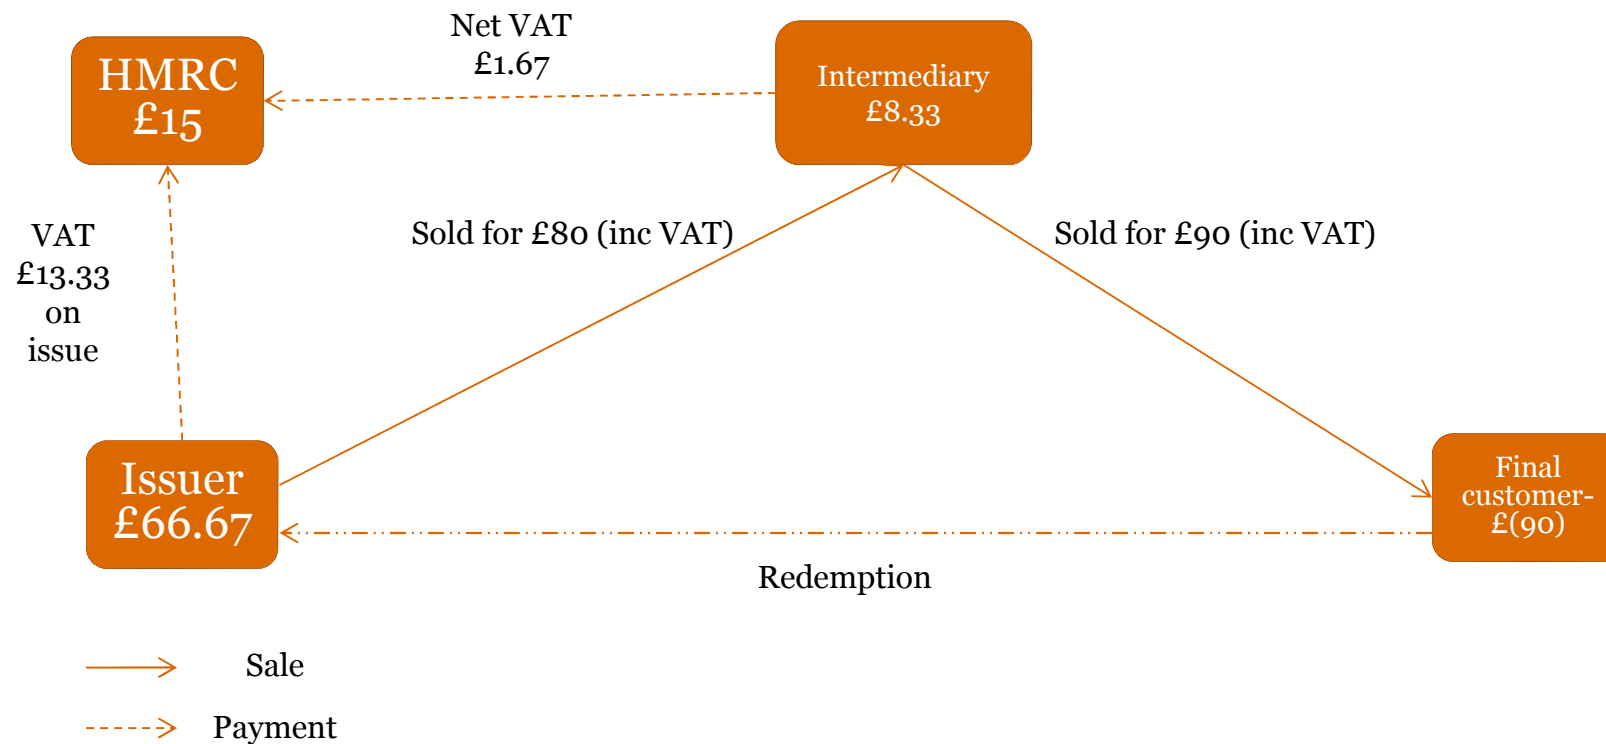 Net VAT
£1.67
HMRC
£15
Intermediary
£8.33
VAT
£13.33
on
issue
Sold for £80 (inc VAT)
Sold for £90 (inc VAT)
Issuer
£66.67
Final
customer-
£(90)
Redemption
Sale
Payment